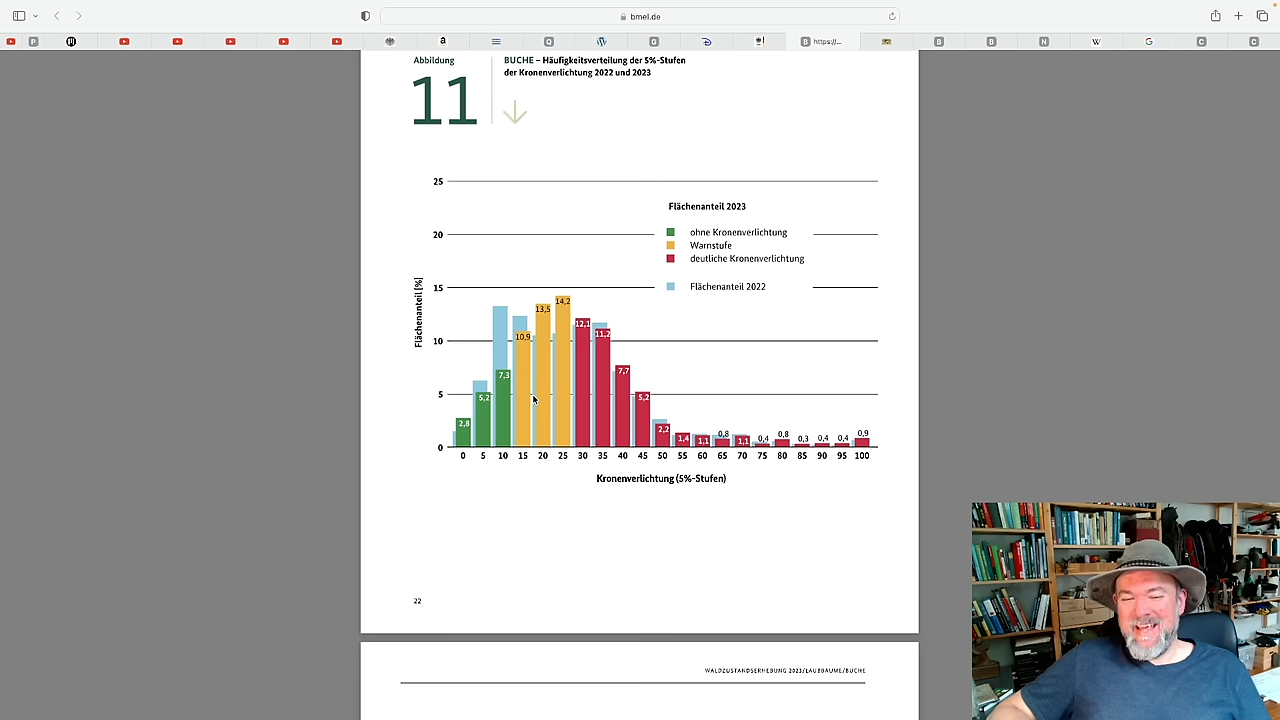 bmel.de
https://...
Abbildung
11
BUCHE – Häufigkeitsverteilung der 5%-Stufen
der Kronenverlichtung 2022 und 2023
Flächenanteil 2023
ohne Kronenverlichtung
Warnstufe
deutliche Kronenverlichtung
Flächenanteil 2022
Flächenanteil [%]
25
20
15
10
5
0
2,8
5,2
7,3
10,9
13,5
14,2
12,1
11,2
7,7
5,2
2,2
1,4
1,1
0,8
1,1
0,4
0,8
0,3
0,4
0,4
0,9
0 5 10 15 20 25 30 35 40 45 50 55 60 65 70 75 80 85 90 95 100
Kronenverlichtung (5%-Stufen)
22
WALDZUSTANDSERHEBUNG 2023/LAUBBÄUME/BUCHE